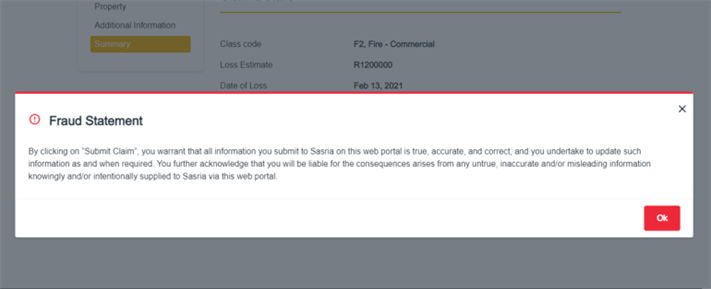 Property
Additional Information
Summary
Class code F2, Fire - Commercial
Loss Estimate R1200000
Date of Loss Feb 13, 2021
Fraud Statement
By clicking on "Submit Claim", you warrant that all information you submit to Sasria on this web portal is true, accurate, and correct, and you undertake to update such
information as and when required. You further acknowledge that you will be liable for the consequences arises from any untrue, inaccurate and/or misleading information
knowingly and/or intentionally supplied to Sasria via this web portal.
Ok